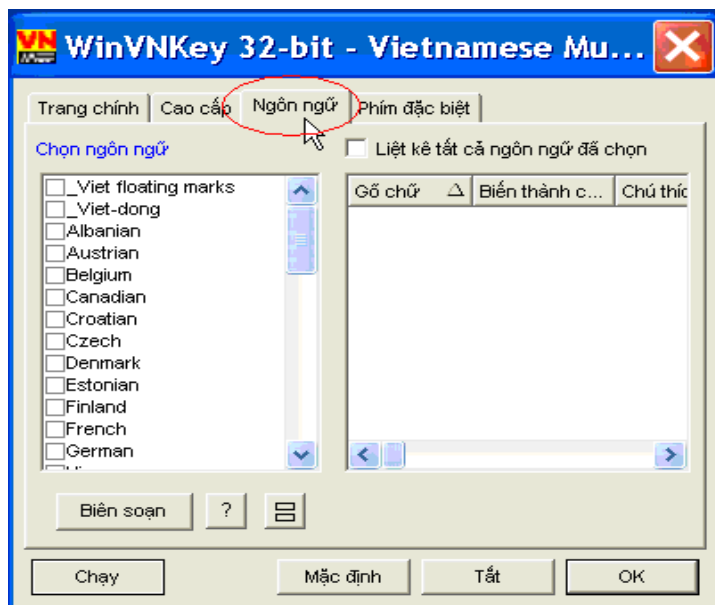 VN WinVNKey 32-bit - Vietnamese Mu...
Trang chính Cao cấp Ngôn ngữ Phím đặc biệt
Chọn ngôn ngữ
Liệt kê tất cả ngôn ngữ đã chọn
_Viet floating marks
_Viet-dong
Albanian
Austrian
Belgium
Canadian
Croatian
Czech
Denmark
Estonian
Finland
French
German
Gõ chữ Biến thành c... Chú thíc
Biên soạn ?
Chạy Mặc định Tắt OK